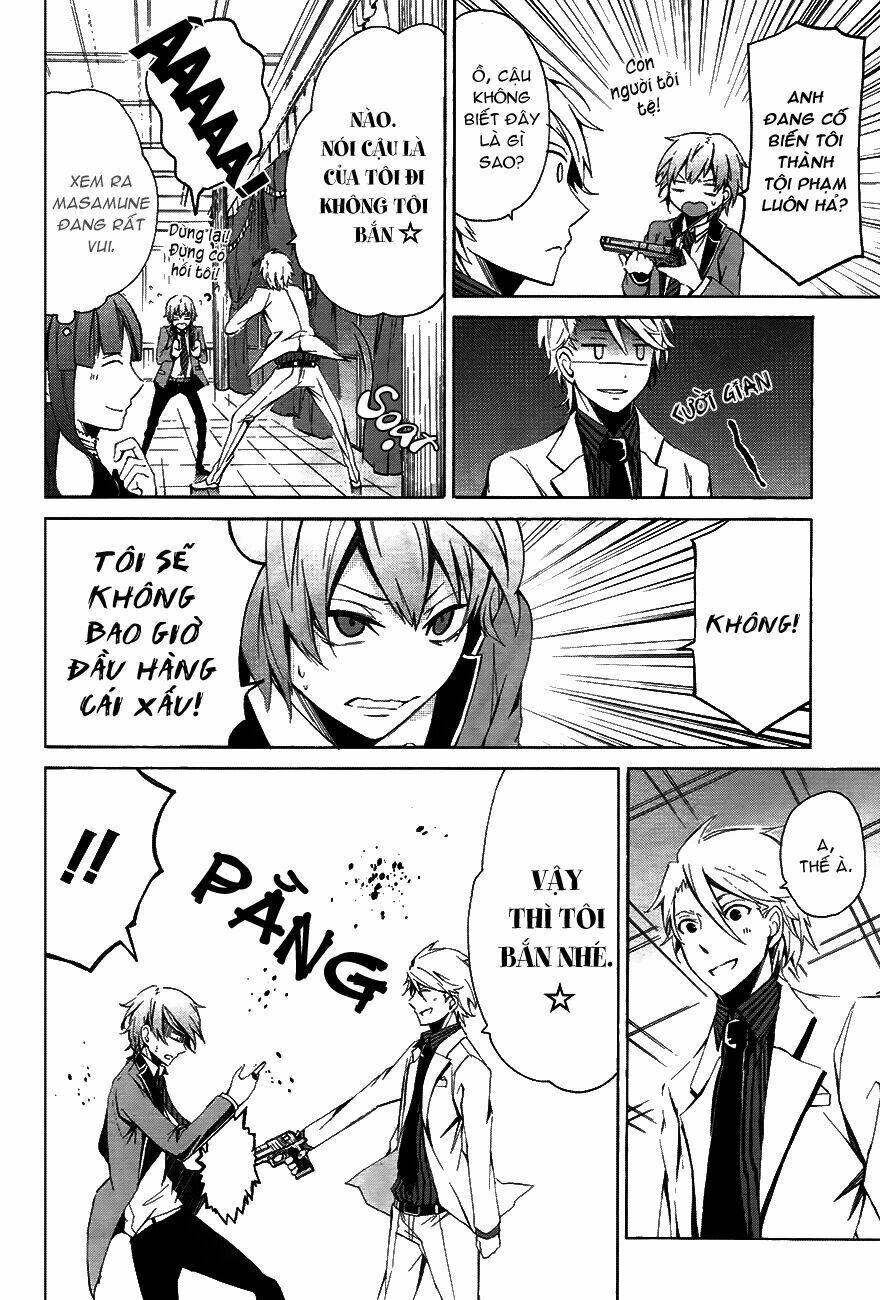 ANH
ĐANG CỐ
BIẾN TÔI
THÀNH
TỘI PHẠM
LUÔN HẢ?
Con
người tồi
tệ!
Ồ, CẬU
KHÔNG
BIẾT ĐÂY
LÀ GÌ
SAO?
CƯỜI GIAN
NÀO.
NÓI CẬU LÀ
CỦA TÔI ĐI
KHÔNG TÔI
BẮN ☆
ÀAAAA!
Dừng lại!
Đừng có
hối tôi!
XEM RA
MASAMUNE
ĐANG RẤT
VUI.
Soạt
KHÔNG!
TÔI SẼ
KHÔNG
BAO GIỜ
ĐẦU HÀNG
CÁI XẤU!
A,
THẾ À.
VẬY
THÌ TÔI
BẮN NHÉ.
☆
PẰNG
!!